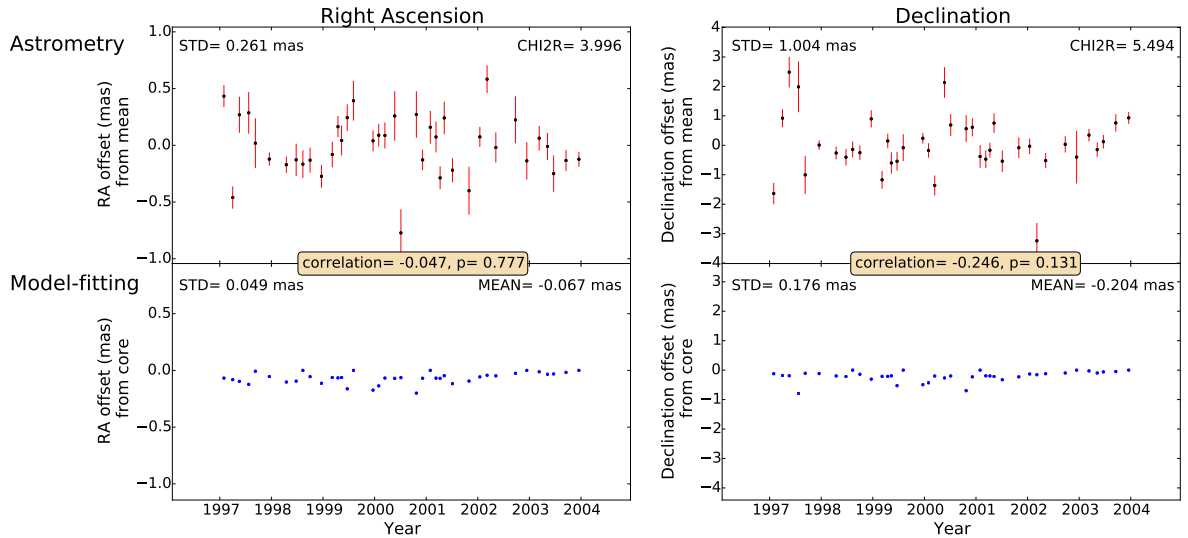 Right Ascension
Declination
Astrometry
STD= 0.261 mas
CHI2R= 3.996
STD= 1.004 mas
CHI2R= 5.494
RA offset (mas)
from mean
1.0
0.5
0.0
−0.5
−1.0
Declination offset (mas)
from mean
4
3
2
1
0
−1
−2
−3
−4
correlation= -0.047, p= 0.777
correlation= -0.246, p= 0.131
Model-fitting
STD= 0.049 mas
MEAN= -0.067 mas
STD= 0.176 mas
MEAN= -0.204 mas
RA offset (mas)
from core
0.5
0.0
−0.5
−1.0
Declination offset (mas)
from core
3
2
1
0
−1
−2
−3
−4
1997 1998 1999 2000 2001 2002 2003 2004
Year
1997 1998 1999 2000 2001 2002 2003 2004
Year